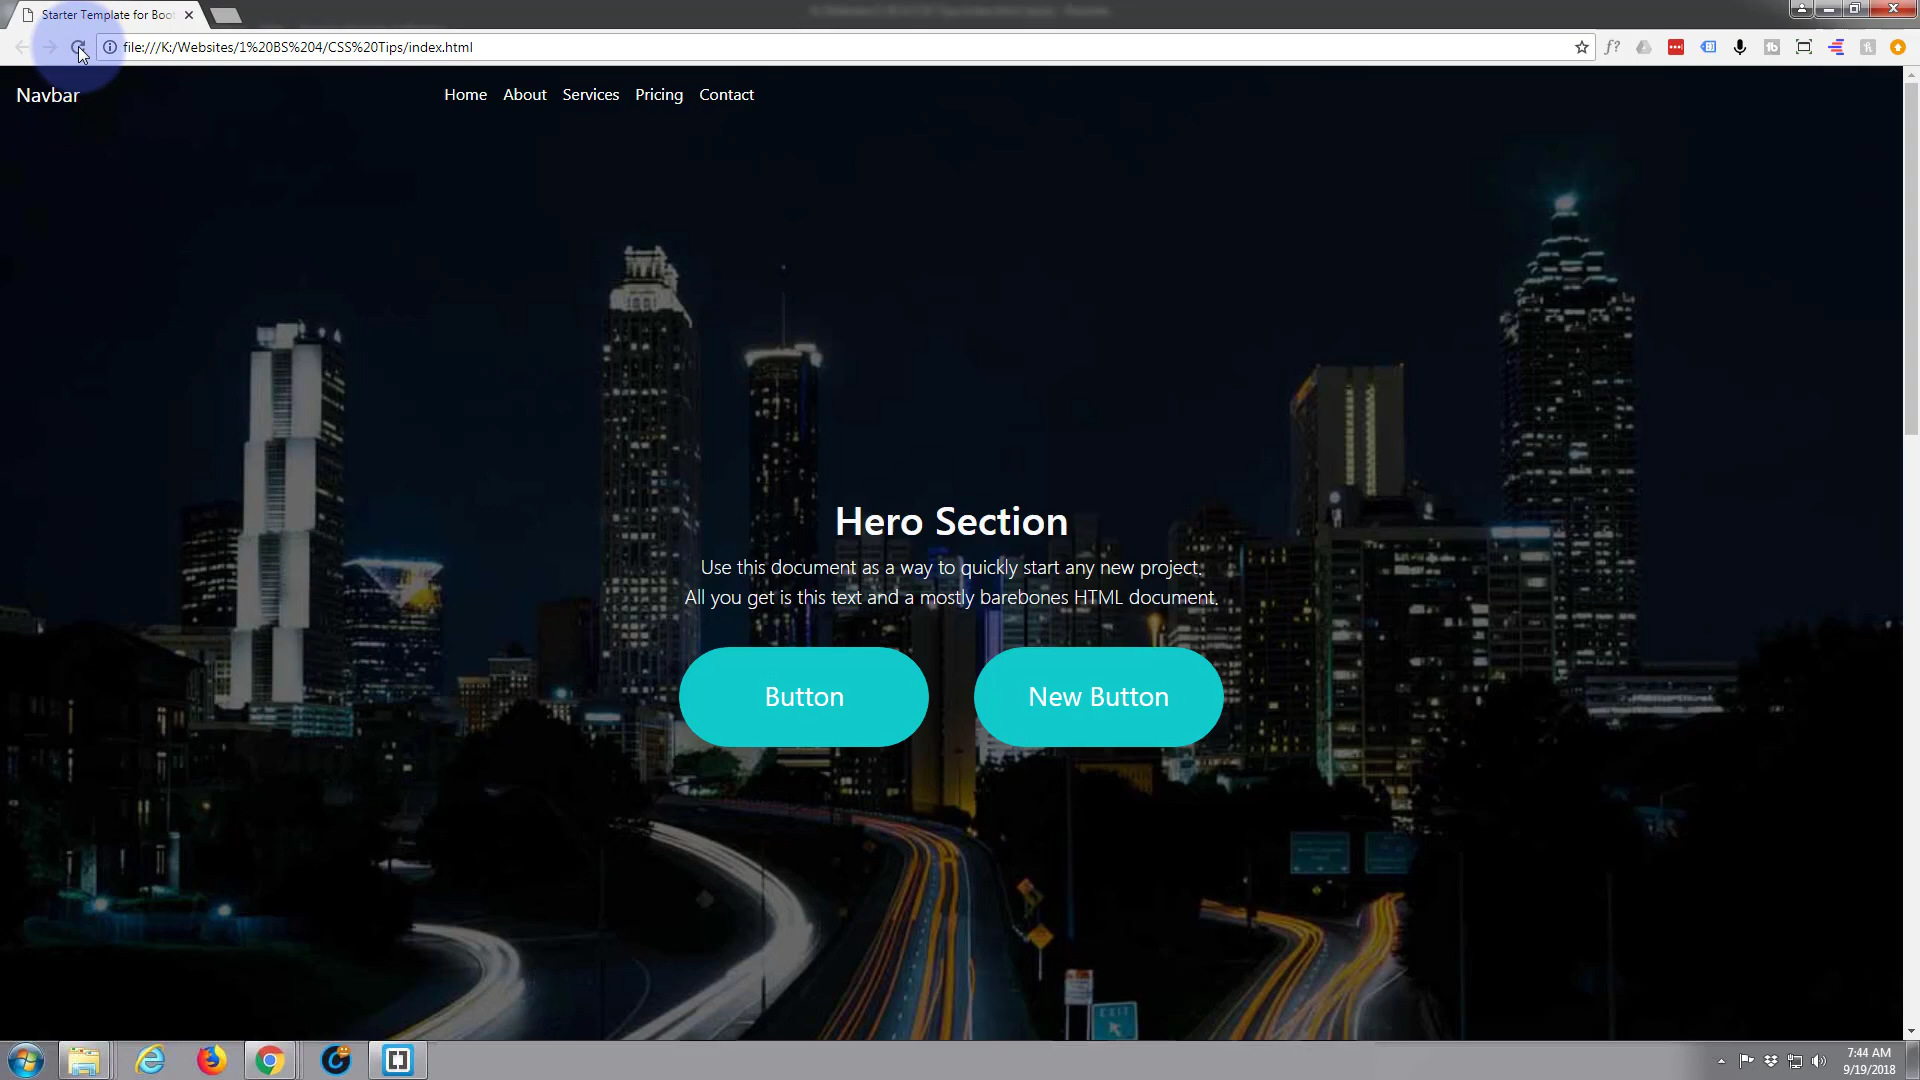 Starter Template for Boot
file:///K:/Websites/1%20BS%204/CSS%20Tips/index.html
Navbar
Home About Services Pricing Contact
Hero Section
Use this document as a way to quickly start any new project.
All you get is this text and a mostly barebones HTML document.
Button New Button
EXIT
7:44 AM
9/19/2018